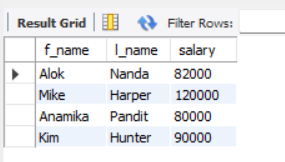 Result Grid Filter Rows:
f_name l_name salary
Alok Nanda 82000
Mike Harper 120000
Anamika Pandit 80000
Kim Hunter 90000